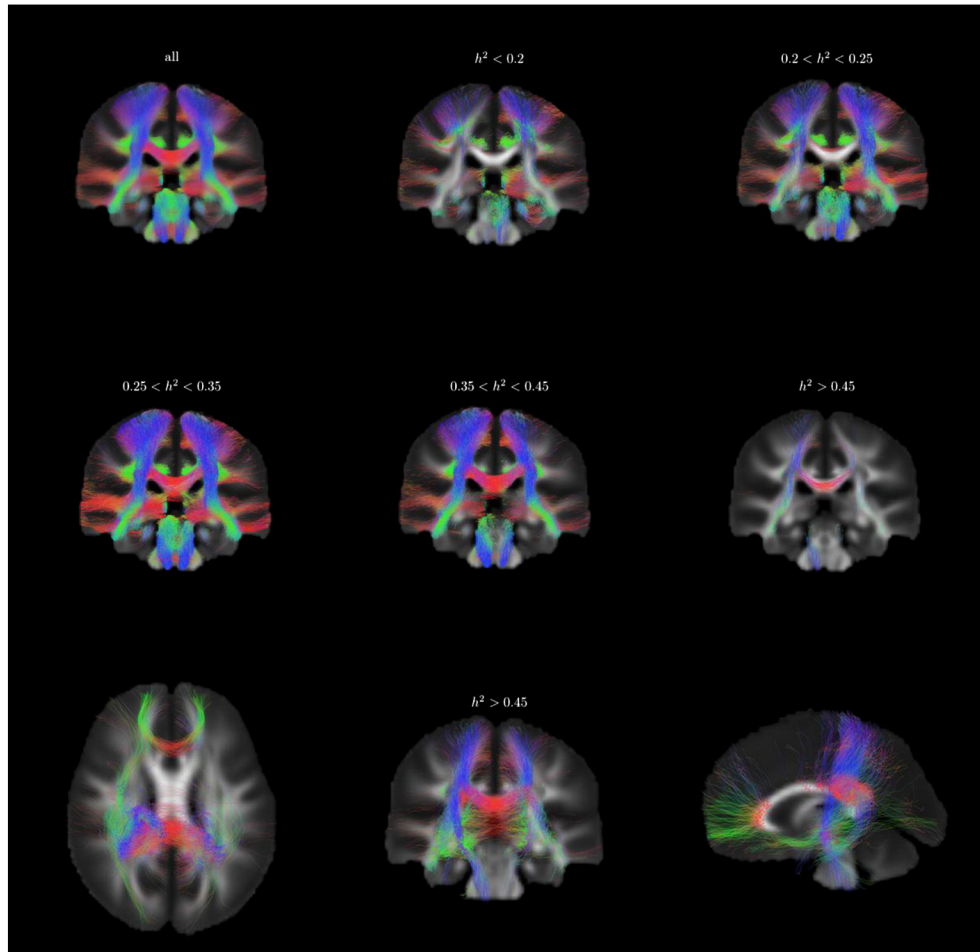 all
h² < 0.2
0.2 < h² < 0.25
0.25 < h² < 0.35
0.35 < h² < 0.45
h² > 0.45
h² > 0.45